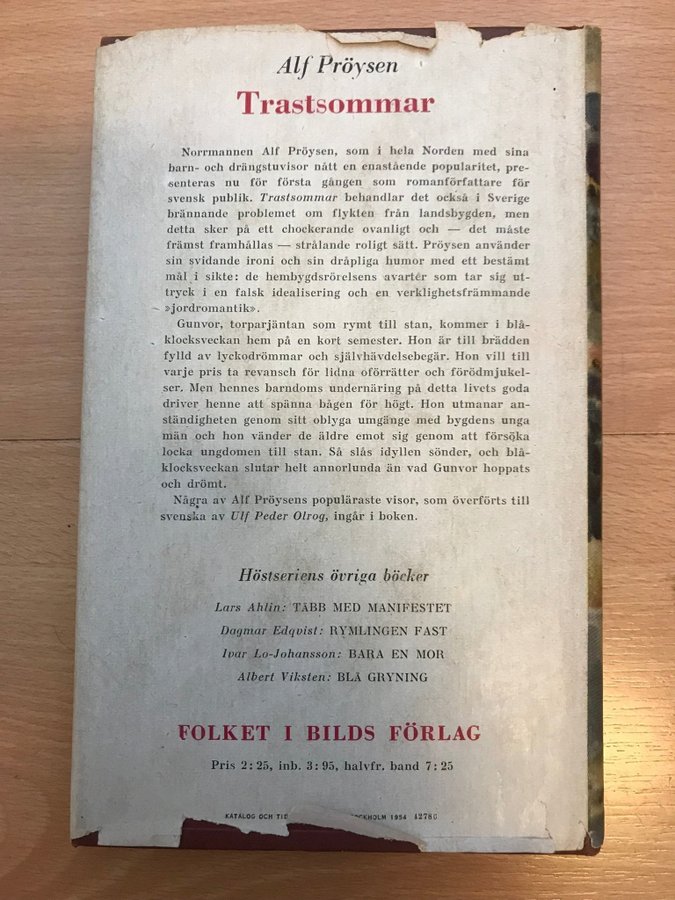 Alf Pröysen
Trastsommar
Norrmannen Alf Pröysen, som i hela Norden med sina
barn- och drängstuvisor nått en enastående popularitet, pre-
senteras nu för första gången som romanförfattare för
svensk publik. Trastsommar behandlar det också i Sverige
brännande problemet om flykten från landsbygden, men
detta sker på ett chockerande ovanligt och — det måste
främst framhållas — strålande roligt sätt. Pröysen använder
sin svidande ironi och sin dråpliga humor med ett bestämt
mål i sikte: de hembygdsrörelsens avarter som tar sig ut-
tryck i en falsk idealisering och en verklighetsfrämmande
»jordromantik».
Gunvor, torparjäntan som rymt till stan, kommer i blå-
klocksveckan hem på en kort semester. Hon är till brädden
fylld av lyckodrömmar och självhävdelsebegär. Hon vill till
varje pris ta revansch för lidna oförrätter och förödmjukel-
ser. Men hennes barndoms undernäring på detta livets goda
driver henne att spänna bågen för högt. Hon utmanar an-
ständigheten genom sitt oblyga umgänge med bygdens unga
män och hon vänder de äldre emot sig genom att försöka
locka ungdomen till stan. Så slås idyllen sönder, och blå-
klocksveckan slutar helt annorlunda än vad Gunvor hoppats
och drömt.
Några av Alf Pröysens populäraste visor, som överförts till
svenska av Ulf Peder Olrog, ingår i boken.
Höstseriens övriga böcker
Lars Ahlin: TÅBB MED MANIFESTET
Dagmar Edqvist: RYMLINGEN FAST
Ivar Lo-Johansson: BARA EN MOR
Albert Viksten: BLÅ GRYNING
FOLKET I BILDS FÖRLAG
Pris 2:25, inb. 3:95, halvfr. band 7:25
KATALOG OCH 1954